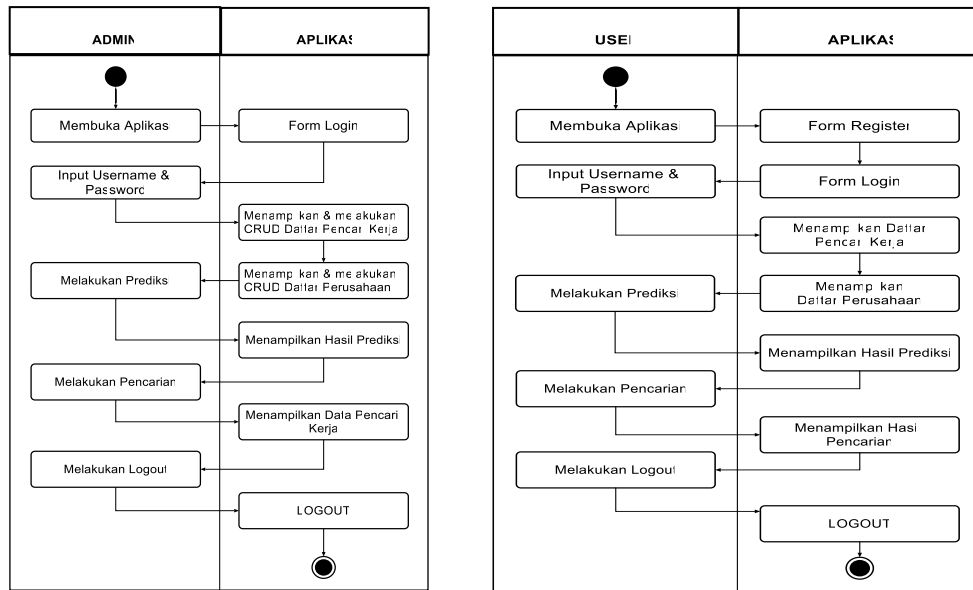 ADMIN
APLIKAS
Membuka Aplikasi
Form Login
Input Username &
Password
Menampilkan & melakukan
CRUD Daftar Pencari Kerja
Melakukan Prediksi
Menampilkan & melakukan
CRUD Daftar Perusahaan
Menampilkan Hasil Prediksi
Melakukan Pencarian
Menampilkan Data Pencari
Kerja
Melakukan Logout
LOGOUT
USER
APLIKAS
Membuka Aplikasi
Form Register
Input Username &
Password
Form Login
Menampilkan Daftar
Pencari Kerja
Melakukan Prediksi
Menampilkan
Daftar Perusahaan
Menampilkan Hasil Prediksi
Melakukan Pencarian
Menampilkan Hasi
Pencarian
Melakukan Logout
LOGOUT